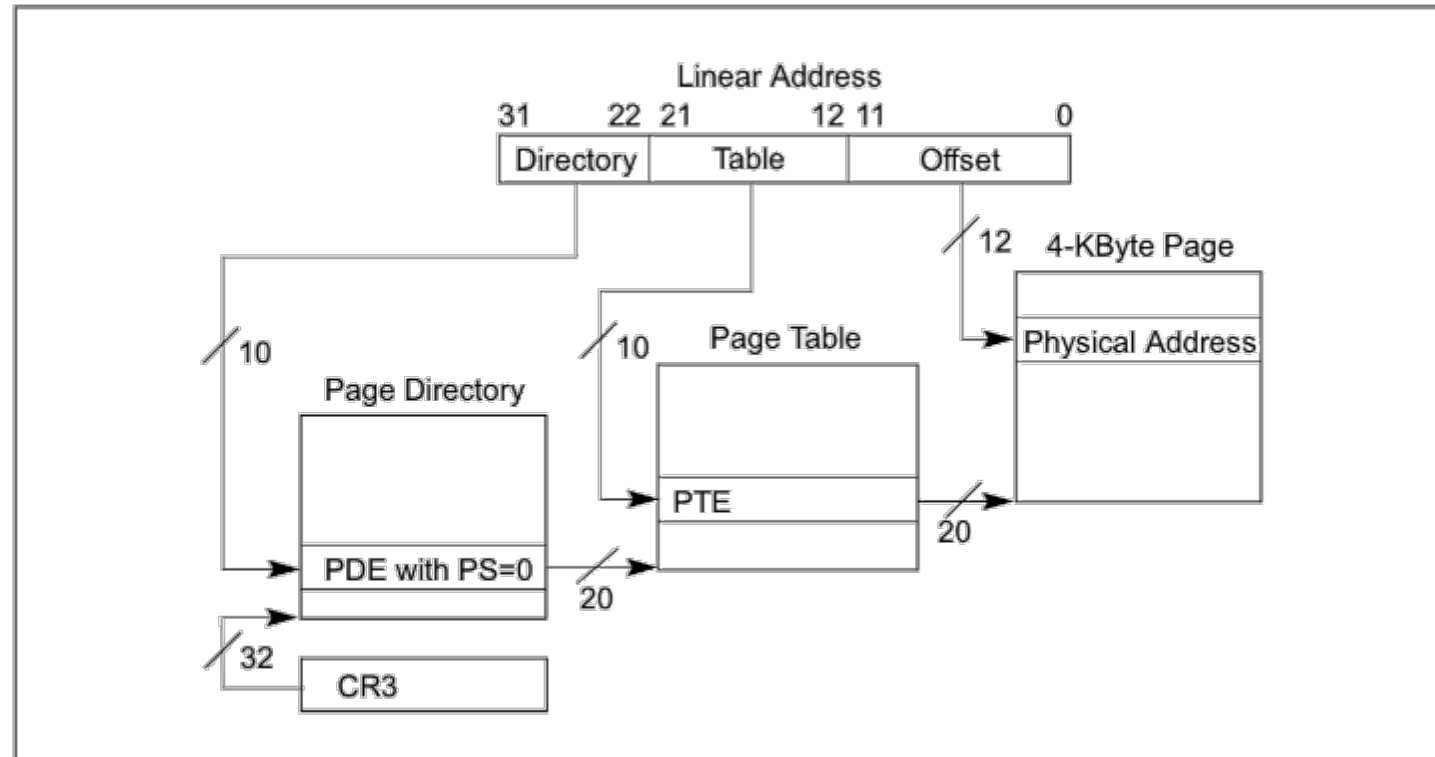 Linear Address
31 22 21 12 11 0
Directory Table Offset
12
4-KByte Page
Physical Address
10
10
Page Table
Page Directory
PTE
20
PDE with PS=0
20
32
CR3